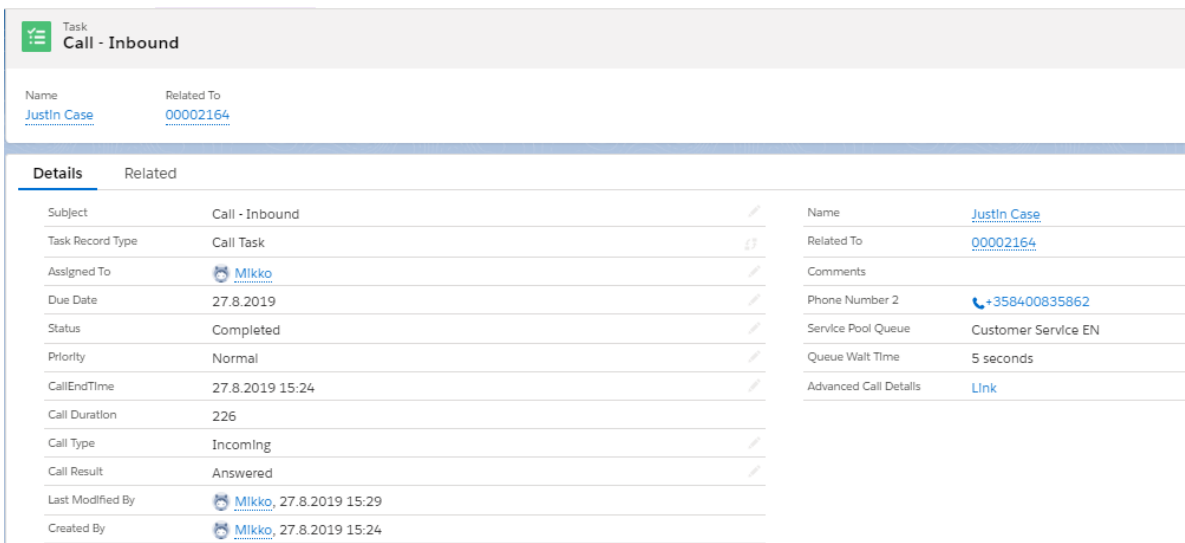 Task
Call - Inbound
Name Related To
Justin Case 00002164
Details Related
Subject Call - Inbound
Task Record Type Call Task
Assigned To Mikko
Due Date 27.8.2019
Status Completed
Priority Normal
CallEndTime 27.8.2019 15:24
Call Duration 226
Call Type Incoming
Call Result Answered
Last Modified By Mikko, 27.8.2019 15:29
Created By Mikko, 27.8.2019 15:24
Name Justin Case
Related To 00002164
Comments
Phone Number 2 +358400835862
Service Pool Queue Customer Service EN
Queue Wait Time 5 seconds
Advanced Call Details Link